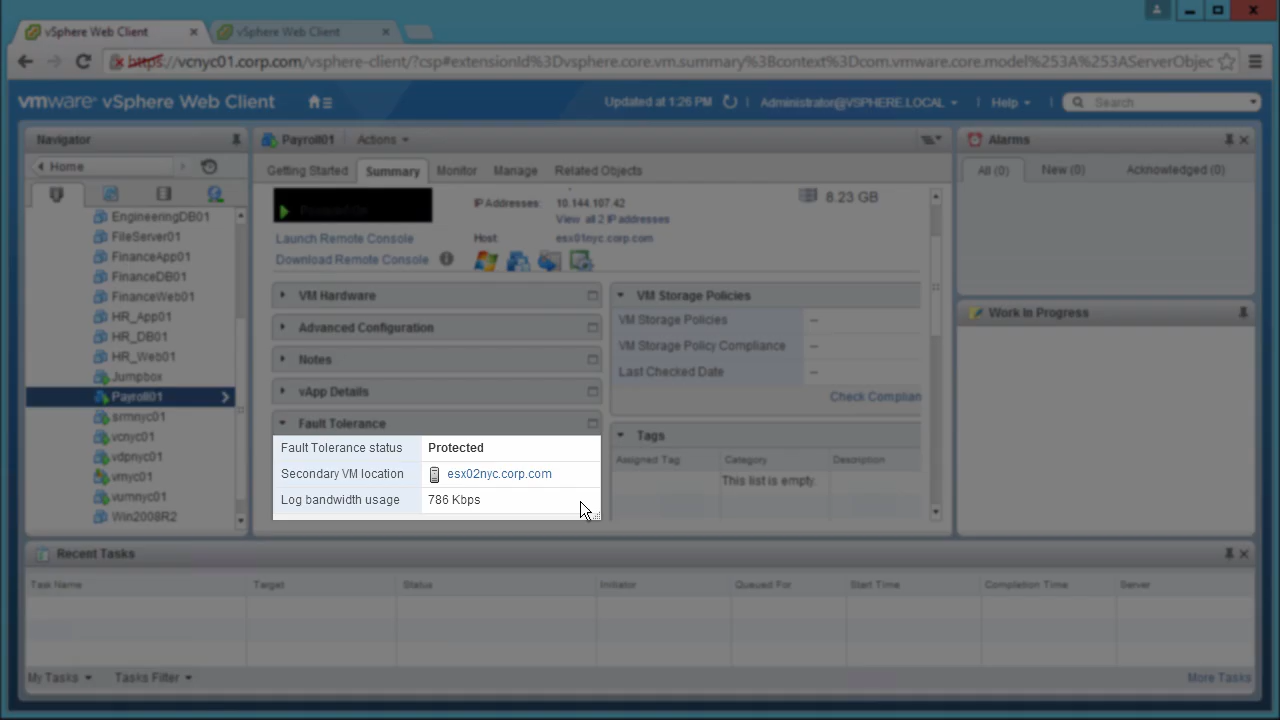 vSphere Web Client
vSphere Web Client
https://vcnyc01.corp.com/vsphere-client/?csp#extensionId%3Dvsphere.core.vm.summary%3Bcontext%3Dcom.vmware.core.model%253A%253AServerObjec
vmware® vSphere Web Client
Updated at 1:26 PM
Administrator@VSPHERE.LOCAL
Help
Search
Navigator
Home
EngineeringDB01
FileServer01
FinanceApp01
FinanceDB01
FinanceWeb01
HR_App01
HR_DB01
HR_Web01
Jumpbox
Payroll01
srmnyc01
vcnyc01
vdpnyc01
vrnyc01
vumnyc01
Win2008R2
Payroll01
Actions
Getting Started
Summary
Monitor
Manage
Related Objects
IP Addresses: 10.144.107.42
View all 2 IP addresses
8.23 GB
Launch Remote Console
Host: esx01nyc.corp.com
Download Remote Console
VM Hardware
Advanced Configuration
Notes
vApp Details
Fault Tolerance
Fault Tolerance status Protected
Secondary VM location esx02nyc.corp.com
Log bandwidth usage 786 Kbps
VM Storage Policies
VM Storage Policies --
VM Storage Policy Compliance --
Last Checked Date --
Check Complian
Tags
Assigned Tag Category Description
This list is empty.
Alarms
All (0)
New (0)
Acknowledged (0)
Work In Progress
Recent Tasks
Task Name Target Status Initiator Queued For Start Time Completion Time Server
My Tasks
Tasks Filter
More Tasks